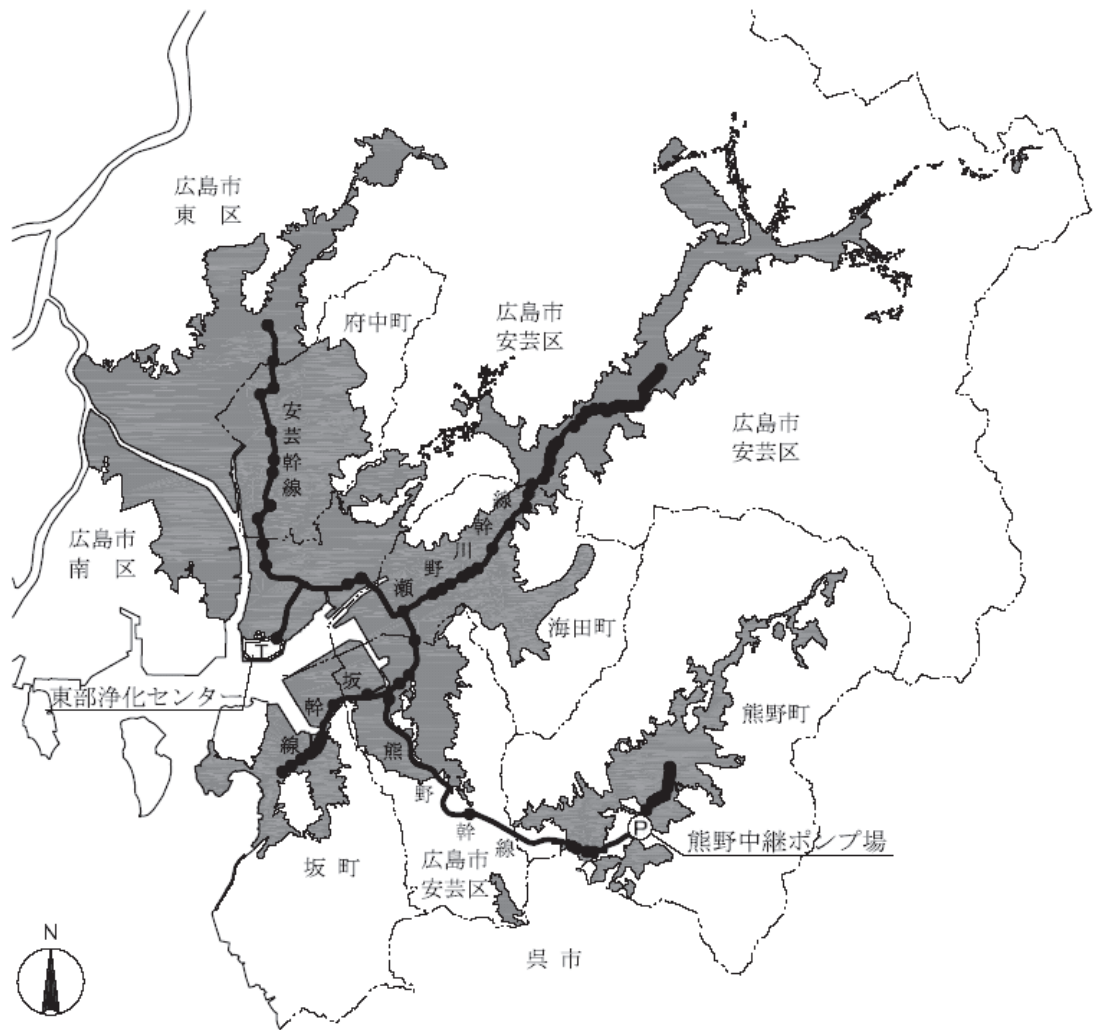 広島市
東 区
府中町
広島市
安芸区
広島市
安芸区
安芸幹線
瀬野川幹線
広島市
南 区
海田町
T
東部浄化センター
坂幹線
熊野町
熊野幹線
P
熊野中継ポンプ場
広島市
安芸区
坂 町
呉 市
N